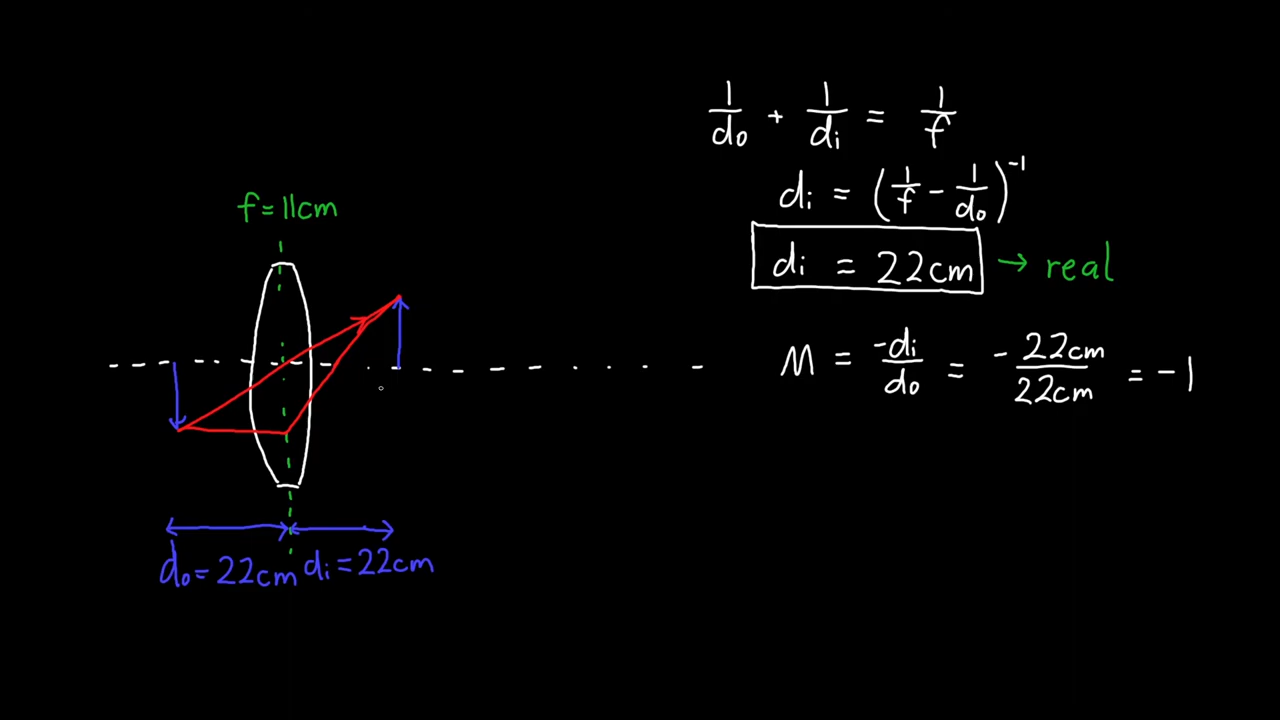 1/do + 1/di = 1/f
di = (1/f - 1/do)^-1
f = 11cm
di = 22cm → real
M = -di/do = - 22cm/22cm = -1
do = 22cm di = 22cm